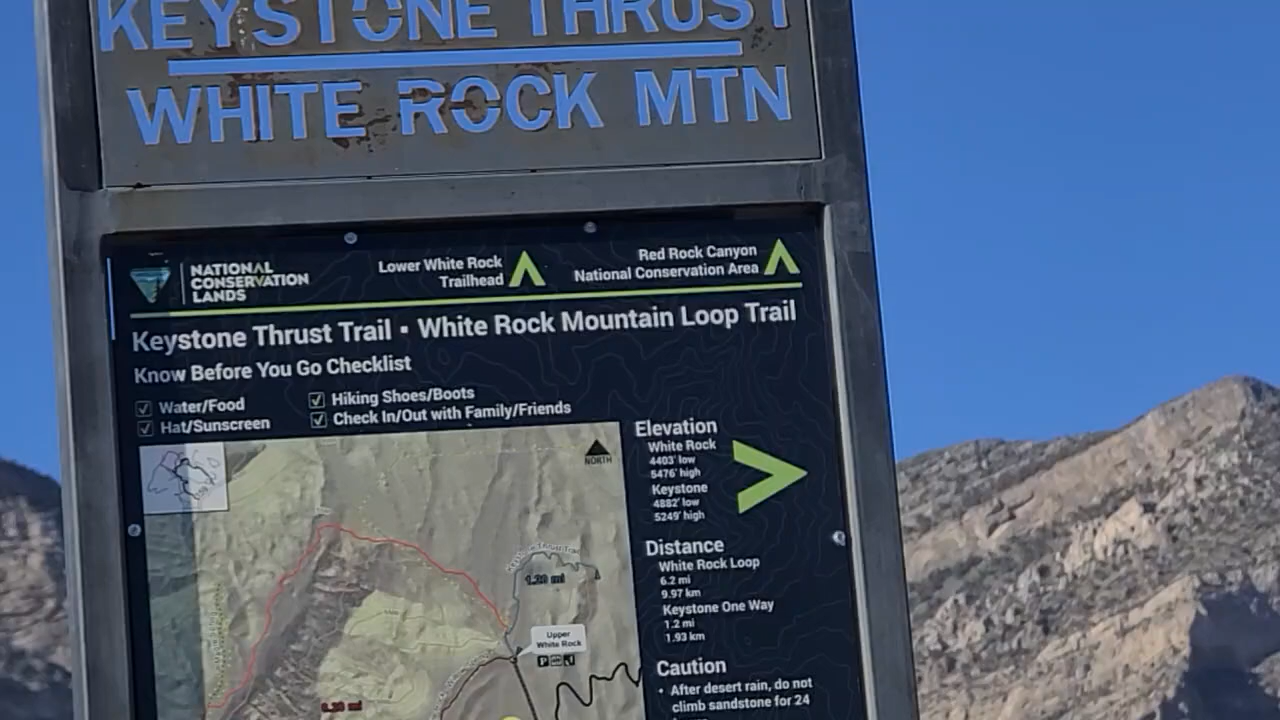 KEYSTONE THRUST
WHITE ROCK MTN
NATIONAL
CONSERVATION
LANDS
Lower White Rock
Trailhead
Red Rock Canyon
National Conservation Area
Keystone Thrust Trail • White Rock Mountain Loop Trail
Know Before You Go Checklist
Water/Food
Hiking Shoes/Boots
Hat/Sunscreen
Check In/Out with Family/Friends
NORTH
1.20 mi
Upper
White Rock
Elevation
White Rock
4403' low
5476' high
Keystone
4882' low
5249' high
Distance
White Rock Loop
6.2 mi
9.97 km
Keystone One Way
1.2 mi
1.93 km
Caution
• After desert rain, do not
climb sandstone for 24